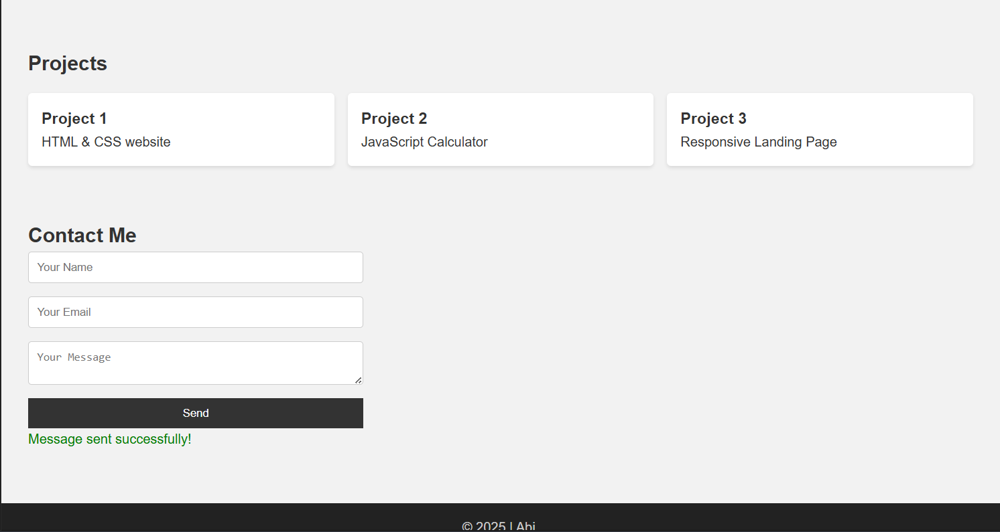 Projects
Project 1
Project 2
Project 3
HTML & CSS website
JavaScript Calculator
Responsive Landing Page
Contact Me
Your Name
Your Email
Your Message
Send
Message sent successfully!
© 2025 | Abi